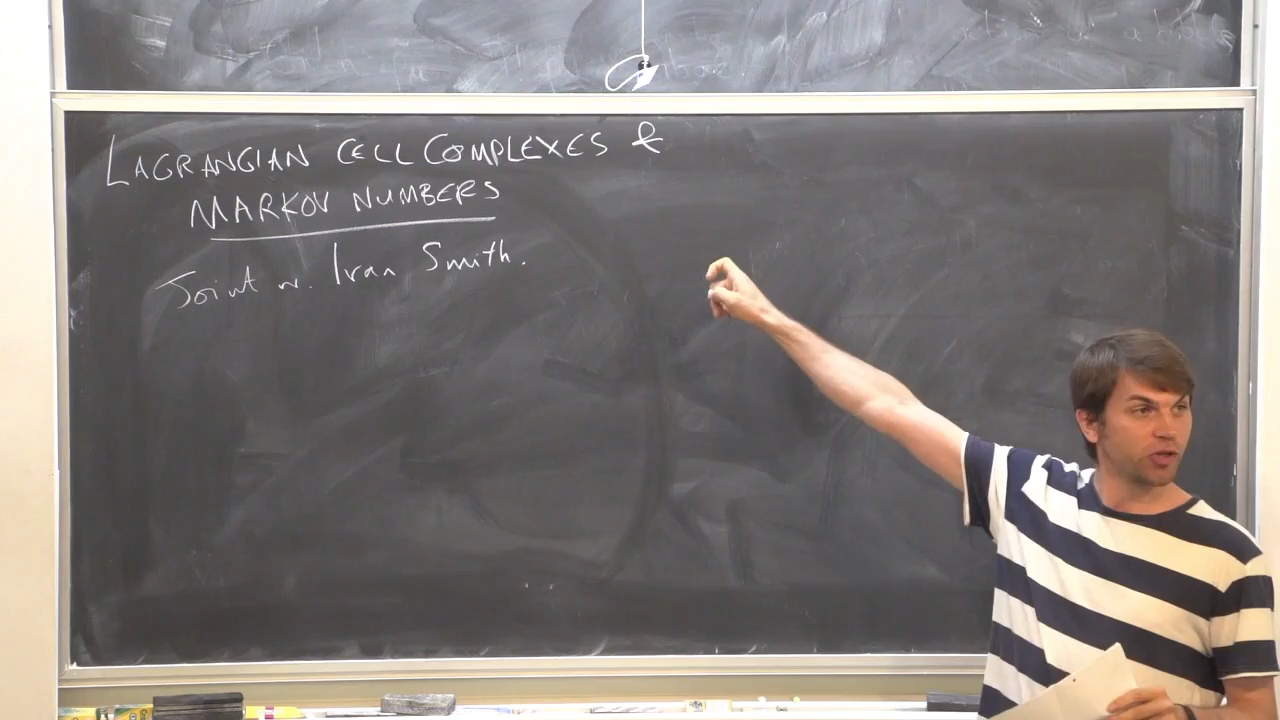 LAGRANGIAN CELL COMPLEXES &
MARKOV NUMBERS
Joint w. Ivan Smith.